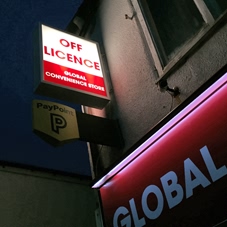 OFF
LICENCE
GLOBAL
CONVENIENCE STORE
PayPoint
P
GLOBAL